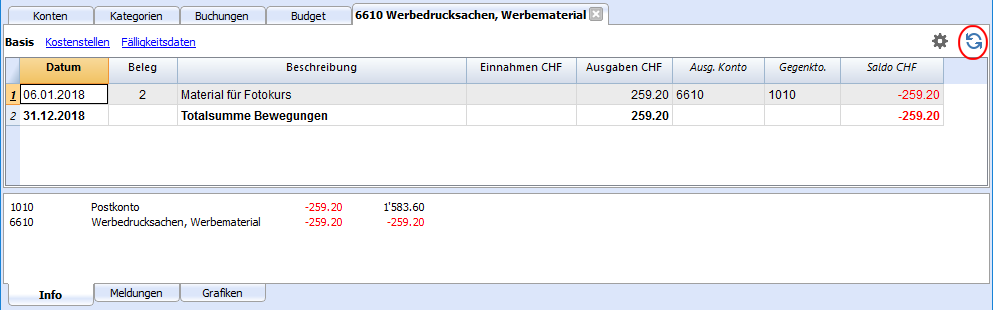 Konten Kategorien Buchungen Budget 6610 Werbedrucksachen, Werbematerial
Basis Kostenstellen Fälligkeitsdaten
Datum Beleg Beschreibung Einnahmen CHF Ausgaben CHF Ausg. Konto Gegenkto. Saldo CHF
1 06.01.2018 2 Material für Fotokurs 259.20 6610 1010 -259.20
2 31.12.2018 Totalsumme Bewegungen 259.20 -259.20
1010 Postkonto -259.20 1'583.60
6610 Werbedrucksachen, Werbematerial -259.20 -259.20
Info Meldungen Grafiken